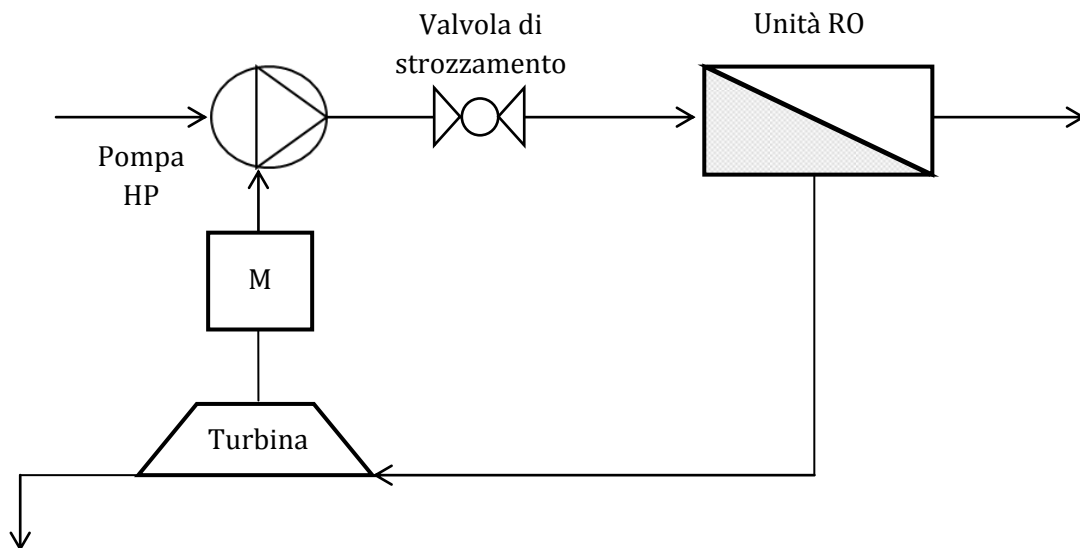 Valvola di
strozzamento
Unità RO
Pompa
HP
M
Turbina